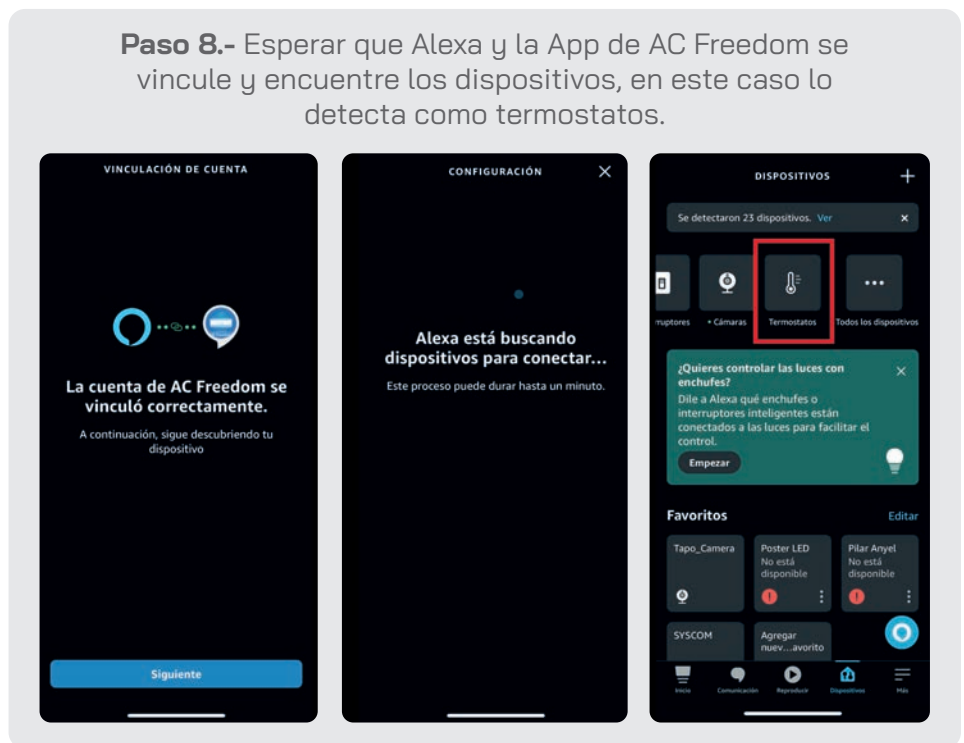 Paso 8.- Esperar que Alexa y la App de AC Freedom se
vincule y encuentre los dispositivos, en este caso lo
detecta como termostatos.
VINCULACIÓN DE CUENTA
La cuenta de AC Freedom se
vinculó correctamente.
A continuación, sigue descubriendo tu
dispositivo
Siguiente
CONFIGURACIÓN
Alexa está buscando
dispositivos para conectar...
Este proceso puede durar hasta un minuto.
DISPOSITIVOS
Se detectaron 23 dispositivos. Ver
ruptores
• Cámaras
Termostatos
Todos los dispositivos
¿Quieres controlar las luces con
enchufes?
Dile a Alexa qué enchufes o
interruptores inteligentes están
conectados a las luces para facilitar el
control.
Empezar
Favoritos
Editar
Tapo_Camera
Poster LED
No está
disponible
Pilar Anyel
No está
disponible
SYSCOM
Agregar
nuev...avorito
Inicio
Comunicación
Reproducir
Dispositivos
Más